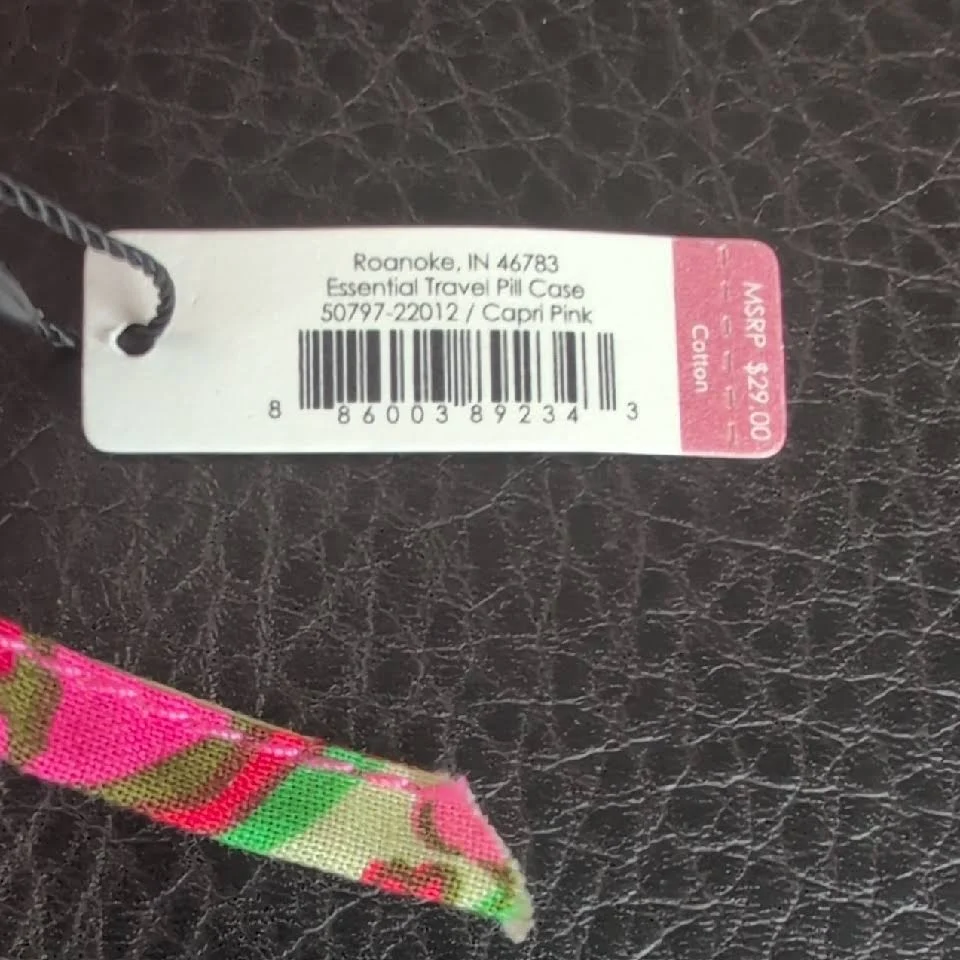 Roanoke, IN 46783
Essential Travel Pill Case
50797-22012 / Capri Pink
8 86003 89234 3
MSRP $29.00
Cotton